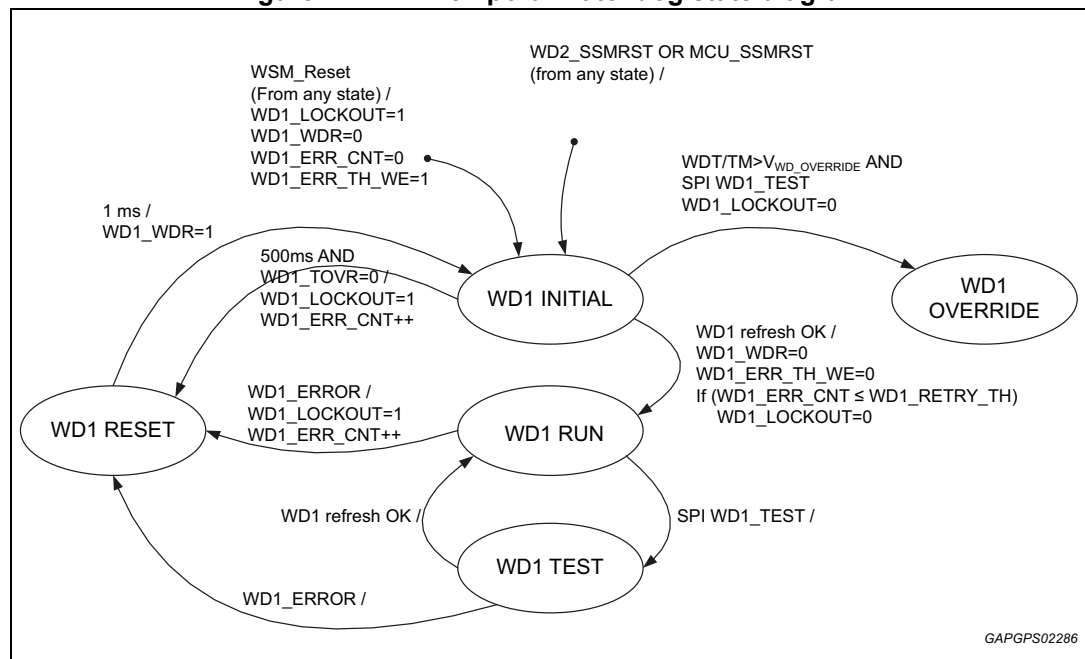 WD2_SSMRST OR MCU_SSMRST
(from any state) /
WSM_Reset
(From any state) /
WD1_LOCKOUT=1
WD1_WDR=0
WD1_ERR_CNT=0
WD1_ERR_TH_WE=1
WDT/TM>VWD_OVERRIDE AND
SPI WD1_TEST
WD1_LOCKOUT=0
1 ms /
WD1_WDR=1
500ms AND
WD1_TOVR=0 /
WD1_LOCKOUT=1
WD1_ERR_CNT++
WD1 INITIAL
WD1
OVERRIDE
WD1 refresh OK /
WD1_WDR=0
WD1_ERR_TH_WE=0
If (WD1_ERR_CNT ≤ WD1_RETRY_TH)
WD1_LOCKOUT=0
WD1_ERROR /
WD1_LOCKOUT=1
WD1_ERR_CNT++
WD1 RESET
WD1 RUN
WD1 refresh OK /
SPI WD1_TEST /
WD1 TEST
WD1_ERROR /
GAPGPS02286